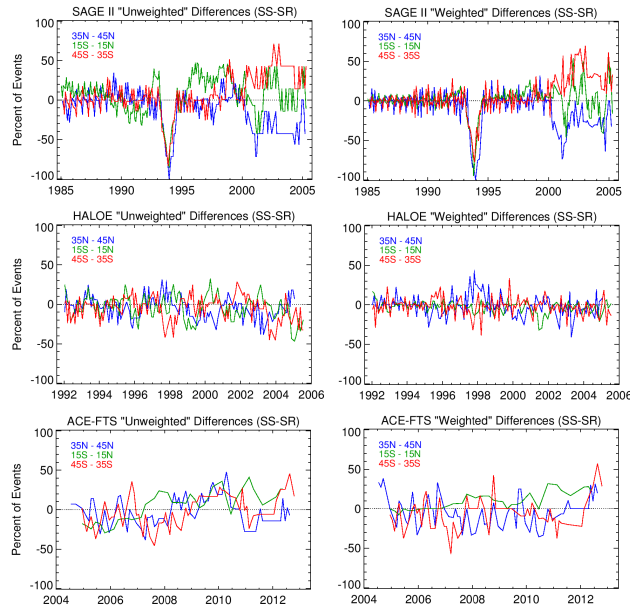 SAGE II "Unweighted" Differences (SS-SR)
SAGE II "Weighted" Differences (SS-SR)
100
50
0
-50
-100
Percent of Events
35N - 45N
15S - 15N
45S - 35S
1985
1990
1995
2000
2005
100
50
0
-50
-100
35N - 45N
15S - 15N
45S - 35S
1985
1990
1995
2000
2005
HALOE "Unweighted" Differences (SS-SR)
HALOE "Weighted" Differences (SS-SR)
100
50
0
-50
-100
Percent of Events
35N - 45N
15S - 15N
45S - 35S
1992
1994
1996
1998
2000
2002
2004
2006
100
50
0
-50
-100
35N - 45N
15S - 15N
45S - 35S
1992
1994
1996
1998
2000
2002
2004
2006
ACE-FTS "Unweighted" Differences (SS-SR)
ACE-FTS "Weighted" Differences (SS-SR)
100
50
0
-50
-100
Percent of Events
35N - 45N
15S - 15N
45S - 35S
2004
2006
2008
2010
2012
100
50
0
-50
-100
35N - 45N
15S - 15N
45S - 35S
2004
2006
2008
2010
2012